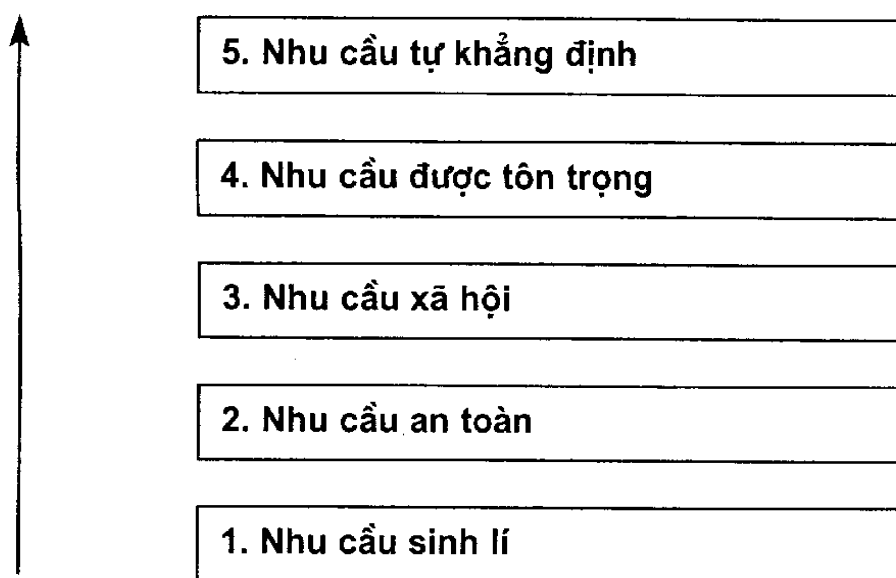 5. Nhu cầu tự khẳng định
4. Nhu cầu được tôn trọng
3. Nhu cầu xã hội
2. Nhu cầu an toàn
1. Nhu cầu sinh lí